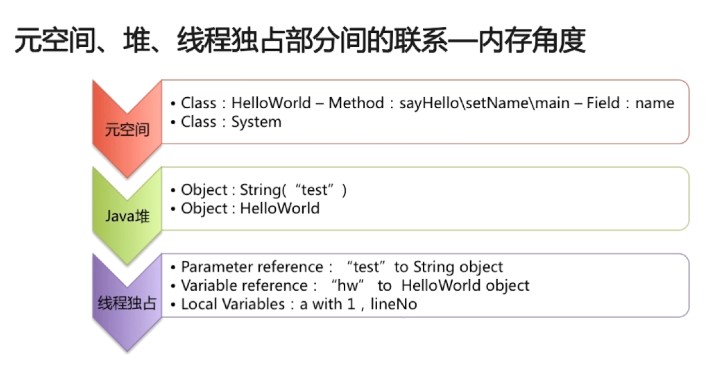 元空间、堆、线程独占部分间的联系—内存角度
元空间
• Class：HelloWorld – Method：sayHello\setName\main – Field：name
• Class：System
Java堆
• Object : String(“test”)
• Object : HelloWorld
线程独占
• Parameter reference：“test”to String object
• Variable reference：“hw” to HelloWorld object
• Local Variables：a with 1 , lineNo